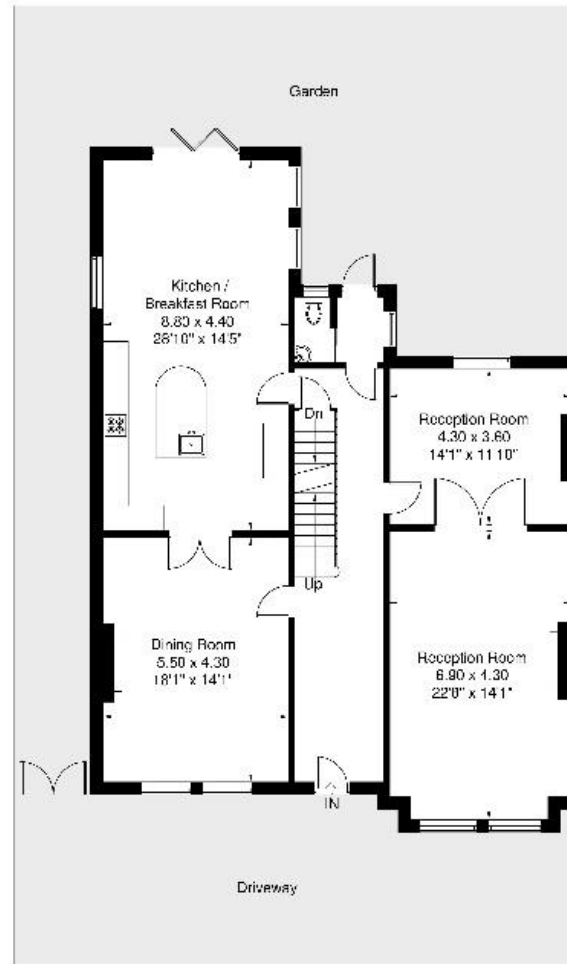 Garden
Kitchen /
Breakfast Room
8.80 x 4.40
28'10" x 14'5"
Reception Room
4.30 x 3.60
14'1" x 11'10"
Dn
Up
Dining Room
5.50 x 4.30
18'1" x 14'1"
Reception Room
6.90 x 4.30
22'8" x 14'1"
IN
Driveway